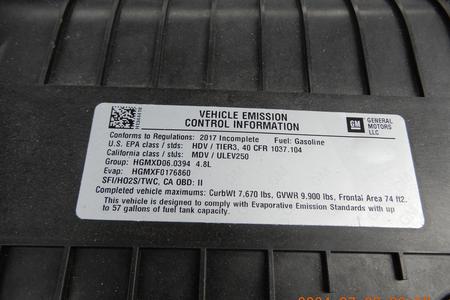 VEHICLE EMISSION
CONTROL INFORMATION
GM GENERAL
MOTORS
LLC
Conforms to Regulations: 2017 Incomplete Fuel: Gasoline
U.S. EPA class / stds: HDV / TIER3, 40 CFR 1037.104
California class / stds: MDV / ULEV250
Group: HGMXD06.0394 4.8L
Evap: HGMXF0176860
SFI/HO2S/TWC, CA OBD: II
Completed vehicle maximums: CurbWt 7,670 lbs, GVWR 9,900 lbs, Frontal Area 74 ft2.
This vehicle is designed to comply with Evaporative Emission Standards with up
to 57 gallons of fuel tank capacity.